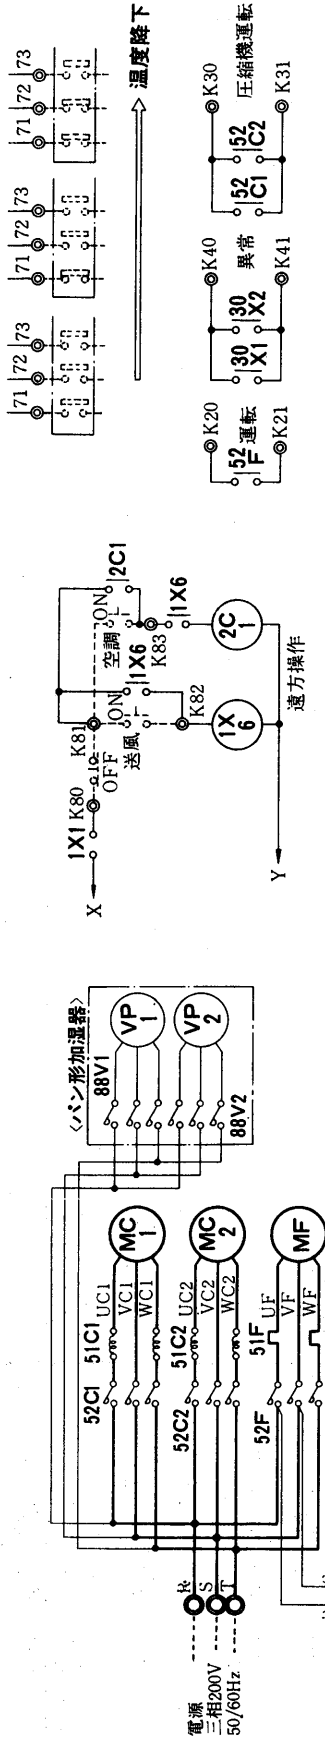 電源
三相200V
50/60Hz
R
S
T
52C1
51C1
UC1
VC1
WC1
MC
1
52C2
51C2
UC2
VC2
WC2
MC
2
52F
51F
UF
VF
WF
MF
〈パン形加湿器〉
88V1
VP
1
VP
2
88V2
X
1X1
K80
OFF
K81
送風
ON
1X6
K82
1X
6
空調
ON
2C1
K83
1X6
2C
1
Y
遠方操作
71
72
73
71
72
73
71
72
73
温度降下
K20
52
F
運転
K21
K40
30
X1
30
X2
異常
K41
K30
52
C1
52
C2
圧縮機運転
K31